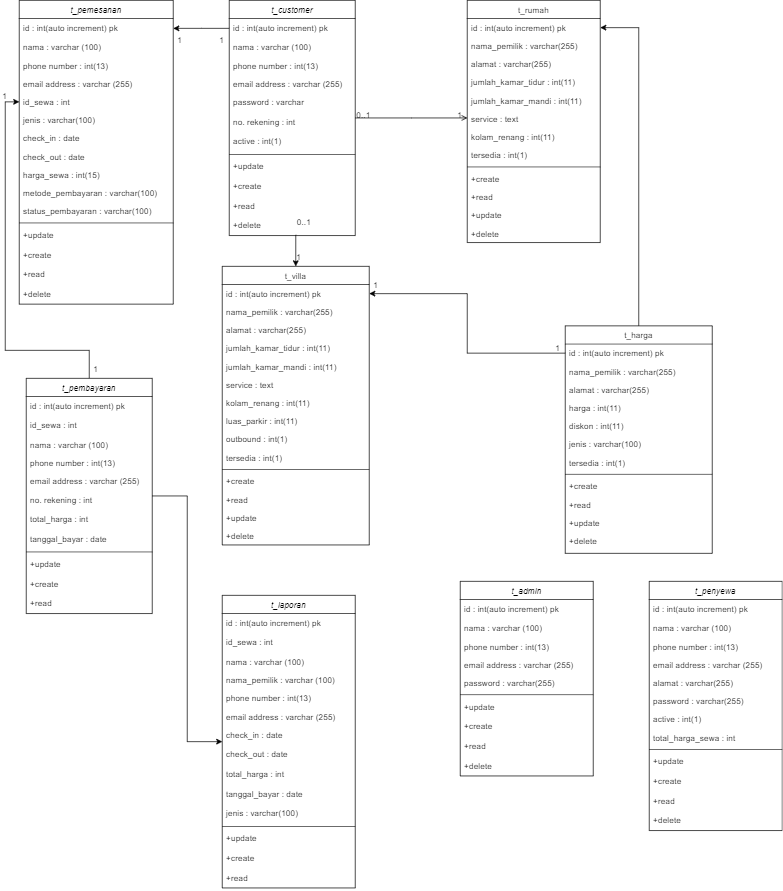 t_pemesanan
id : int(auto increment) pk
nama : varchar (100)
phone number : int(13)
email address : varchar (255)
id_sewa : int
jenis : varchar(100)
check_in : date
check_out : date
harga_sewa : int(15)
metode_pembayaran : varchar(100)
status_pembayaran : varchar(100)
+update
+create
+read
+delete
1
1
1
t_customer
id : int(auto increment) pk
nama : varchar (100)
phone number : int(13)
email address : varchar (255)
password : varchar
no. rekening : int
active : int(1)
+update
+create
+read
+delete
0..1
1
0..1
1
t_rumah
id : int(auto increment) pk
nama_pemilik : varchar(255)
alamat : varchar(255)
jumlah_kamar_tidur : int(11)
jumlah_kamar_mandi : int(11)
service : text
kolam_renang : int(11)
tersedia : int(1)
+create
+read
+update
+delete
t_villa
id : int(auto increment) pk
nama_pemilik : varchar(255)
alamat : varchar(255)
jumlah_kamar_tidur : int(11)
jumlah_kamar_mandi : int(11)
service : text
kolam_renang : int(11)
luas_parkir : int(11)
outbound : int(1)
tersedia : int(1)
+create
+read
+update
+delete
1
1
t_harga
id : int(auto increment) pk
nama_pemilik : varchar(255)
alamat : varchar(255)
harga : int(11)
diskon : int(11)
jenis : varchar(100)
tersedia : int(1)
+create
+read
+update
+delete
1
t_pembayaran
id : int(auto increment) pk
id_sewa : int
nama : varchar (100)
phone number : int(13)
email address : varchar (255)
no. rekening : int
total_harga : int
tanggal_bayar : date
+update
+create
+read
t_laporan
id : int(auto increment) pk
id_sewa : int
nama : varchar (100)
nama_pemilik : varchar (100)
phone number : int(13)
email address : varchar (255)
check_in : date
check_out : date
total_harga : int
tanggal_bayar : date
jenis : varchar(100)
+update
+create
+read
t_admin
id : int(auto increment) pk
nama : varchar (100)
phone number : int(13)
email address : varchar (255)
password : varchar(255)
+update
+create
+read
+delete
t_penyewa
id : int(auto increment) pk
nama : varchar (100)
phone number : int(13)
email address : varchar (255)
alamat : varchar(255)
password : varchar(255)
active : int(1)
total_harga_sewa : int
+update
+create
+read
+delete